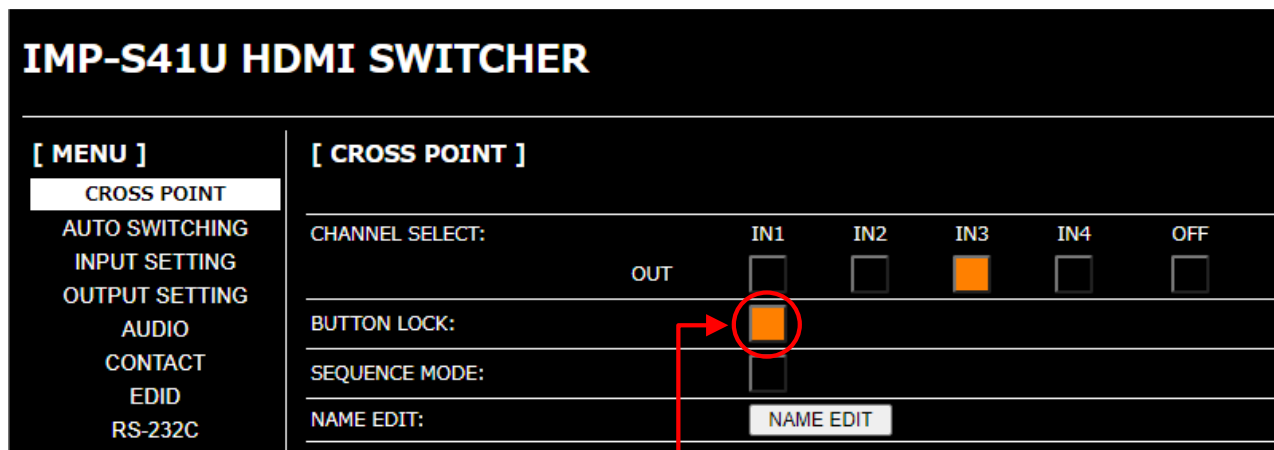 IMP-S41U HDMI SWITCHER
[ MENU ]
CROSS POINT
AUTO SWITCHING
INPUT SETTING
OUTPUT SETTING
AUDIO
CONTACT
EDID
RS-232C
[ CROSS POINT ]
CHANNEL SELECT: IN1 IN2 IN3 IN4 OFF
OUT
BUTTON LOCK:
SEQUENCE MODE:
NAME EDIT: NAME EDIT